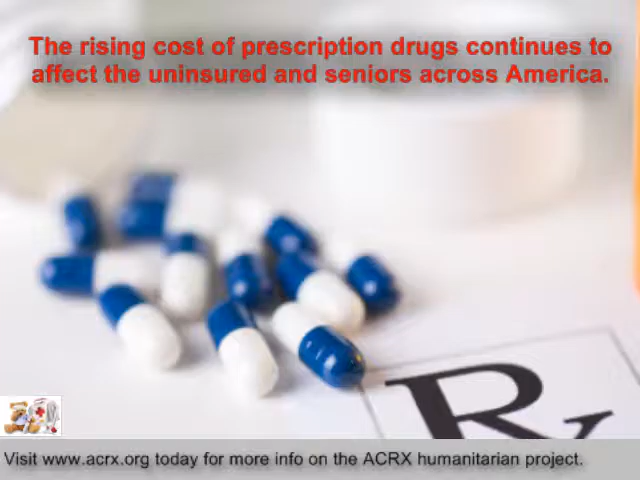 The rising cost of prescription drugs continues to
affect the uninsured and seniors across America.
Rx
Visit www.acrx.org today for more info on the ACRX humanitarian project.